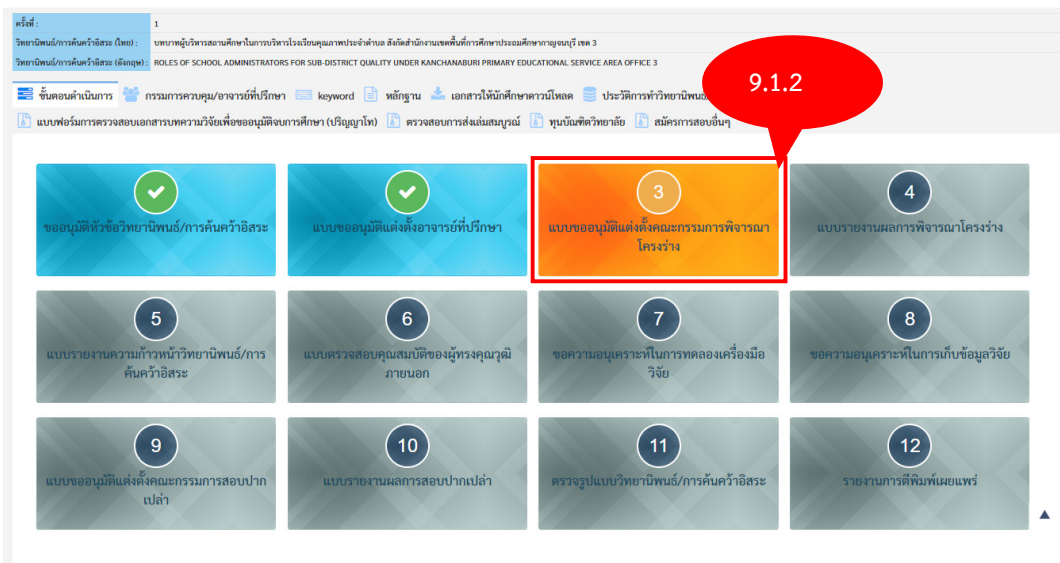 ครั้งที่ : 1
วิทยานิพนธ์/การค้นคว้าอิสระ (ไทย) : บทบาทผู้บริหารสถานศึกษาในการบริหารโรงเรียนคุณภาพประจำตำบล สังกัดสำนักงานเขตพื้นที่การศึกษาประถมศึกษากาญจนบุรี เขต 3
วิทยานิพนธ์/การค้นคว้าอิสระ (อังกฤษ) : ROLES OF SCHOOL ADMINISTRATORS FOR SUB-DISTRICT QUALITY UNDER KANCHANABURI PRIMARY EDUCATIONAL SERVICE AREA OFFICE 3
9.1.2
ขั้นตอนดำเนินการ กรรมการควบคุม/อาจารย์ที่ปรึกษา keyword หลักฐาน เอกสารให้นักศึกษาดาวน์โหลด ประวัติการทำวิทยานิพนธ์
แบบฟอร์มการตรวจสอบเอกสารบทความวิจัยเพื่อขออนุมัติจบการศึกษา (ปริญญาโท) ตรวจสอบการส่งเล่มสมบูรณ์ ทุนบัณฑิตวิทยาลัย สมัครการสอบอื่นๆ
ขออนุมัติหัวข้อวิทยานิพนธ์/การค้นคว้าอิสระ
แบบขออนุมัติแต่งตั้งอาจารย์ที่ปรึกษา
3
แบบขออนุมัติแต่งตั้งคณะกรรมการพิจารณา
โครงร่าง
4
แบบรายงานผลการพิจารณาโครงร่าง
5
แบบรายงานความก้าวหน้าวิทยานิพนธ์/การ
ค้นคว้าอิสระ
6
แบบตรวจสอบคุณสมบัติของผู้ทรงคุณวุฒิ
ภายนอก
7
ขอความอนุเคราะห์ในการทดลองเครื่องมือ
วิจัย
8
ขอความอนุเคราะห์ในการเก็บข้อมูลวิจัย
9
แบบขออนุมัติแต่งตั้งคณะกรรมการสอบปาก
เปล่า
10
แบบรายงานผลการสอบปากเปล่า
11
ตรวจรูปแบบวิทยานิพนธ์/การค้นคว้าอิสระ
12
รายงานการตีพิมพ์เผยแพร่